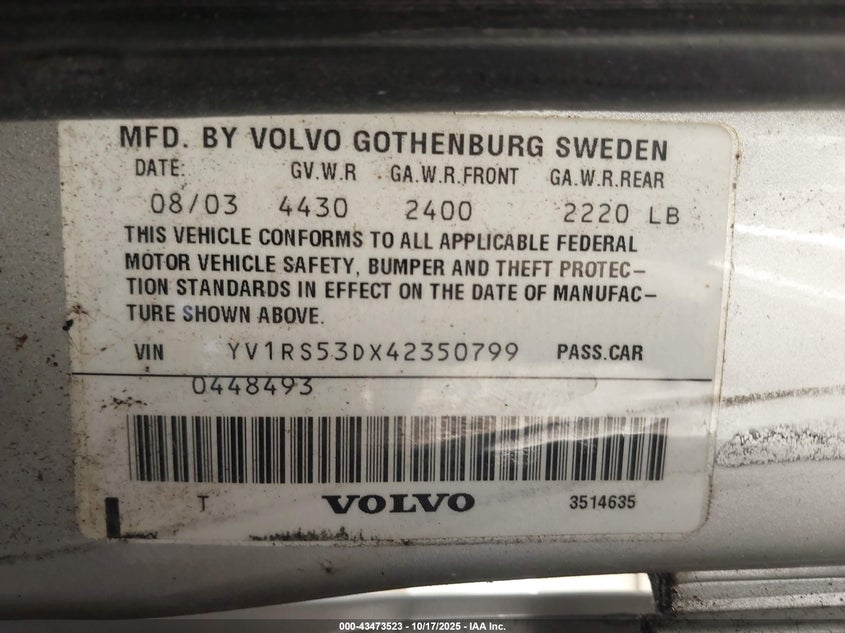 MFD. BY VOLVO GOTHENBURG SWEDEN
DATE: GV.W.R GA.W.R.FRONT GA.W.R.REAR
08/03 4430 2400 2220 LB
THIS VEHICLE CONFORMS TO ALL APPLICABLE FEDERAL
MOTOR VEHICLE SAFETY, BUMPER AND THEFT PROTEC-
TION STANDARDS IN EFFECT ON THE DATE OF MANUFAC-
TURE SHOWN ABOVE.
VIN YV1RS53DX42350799 PASS.CAR
0448493
T VOLVO 3514635
000-43473523 - 10/17/2025 - IAA Inc.